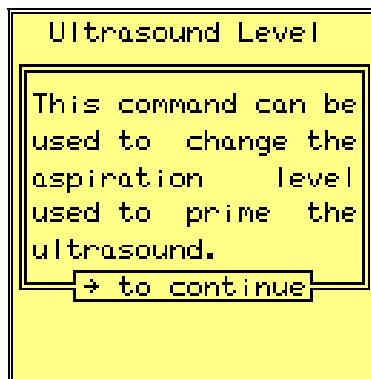 Ultrasound Level
This command can be
used to change the
aspiration level
used to prime the
ultrasound.
→ to continue